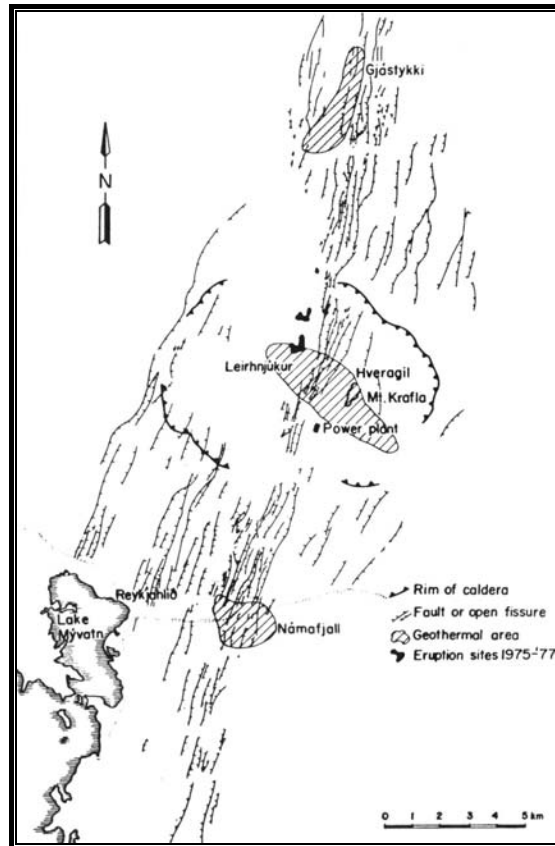 Gjástykki
N
Leirhnjúkur
Hveragil
Mt. Krafla
Power plant
Reykjahlíð
Lake
Mývatn
Námafjall
Rim of caldera
Fault or open fissure
Geothermal area
Eruption sites 1975-'77
0 1 2 3 4 5 km